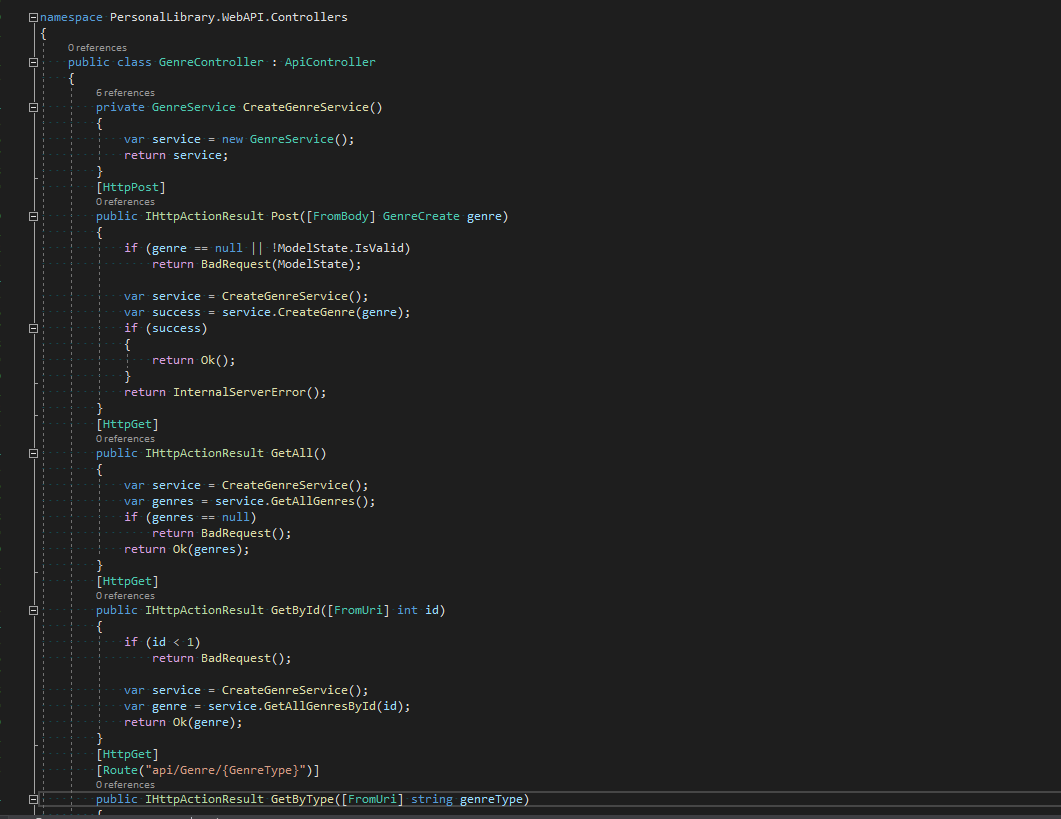 namespace PersonalLibrary.WebAPI.Controllers
{
0 references
public class GenreController : ApiController
{
6 references
private GenreService CreateGenreService()
{
var service = new GenreService();
return service;
}
[HttpPost]
0 references
public IHttpActionResult Post([FromBody] GenreCreate genre)
{
if (genre == null || !ModelState.IsValid)
return BadRequest(ModelState);
var service = CreateGenreService();
var success = service.CreateGenre(genre);
if (success)
{
return Ok();
}
return InternalServerError();
}
[HttpGet]
0 references
public IHttpActionResult GetAll()
{
var service = CreateGenreService();
var genres = service.GetAllGenres();
if (genres == null)
return BadRequest();
return Ok(genres);
}
[HttpGet]
0 references
public IHttpActionResult GetById([FromUri] int id)
{
if (id < 1)
return BadRequest();
var service = CreateGenreService();
var genre = service.GetAllGenresById(id);
return Ok(genre);
}
[HttpGet]
[Route("api/Genre/{GenreType}")]
0 references
public IHttpActionResult GetByType([FromUri] string genreType)
{